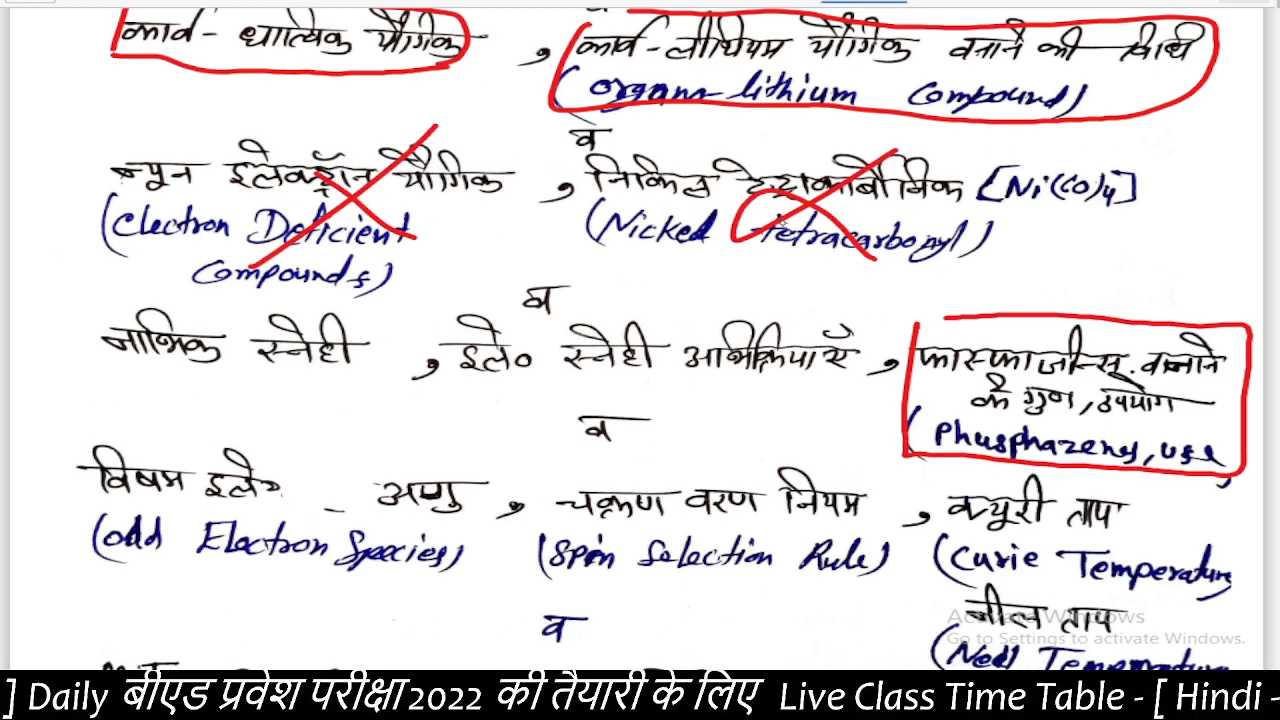 कार्ब - धात्विक यौगिक , कार्ब - लीथियम यौगिक बनाने की विधि
(organo-lithium Compound)
व
न्यून इलेक्ट्रॉन यौगिक , निकिल टेट्राकार्बोनिक [Ni(CO)4]
(Electron Deficient (Nicked tetracarbonyl)
Compounds)
व
नाभिक स्नेही , इले० स्नेही अभिक्रियाएँ , फास्फाजीन्स. बनाने
के गुण, उपयोग
व (Phusphazenes, use
विषम इले० - अणु , चक्रण वरण नियम , क्यूरी ताप
(odd Electron Species) (Spin Selection Rule) (Curie Temperature
नील ताप
Activate Windows
व
Go to Settings to activate Windows.
(Neel Temperature
] Daily बीएड प्रवेश परीक्षा 2022 की तैयारी के लिए Live Class Time Table - [ Hindi -